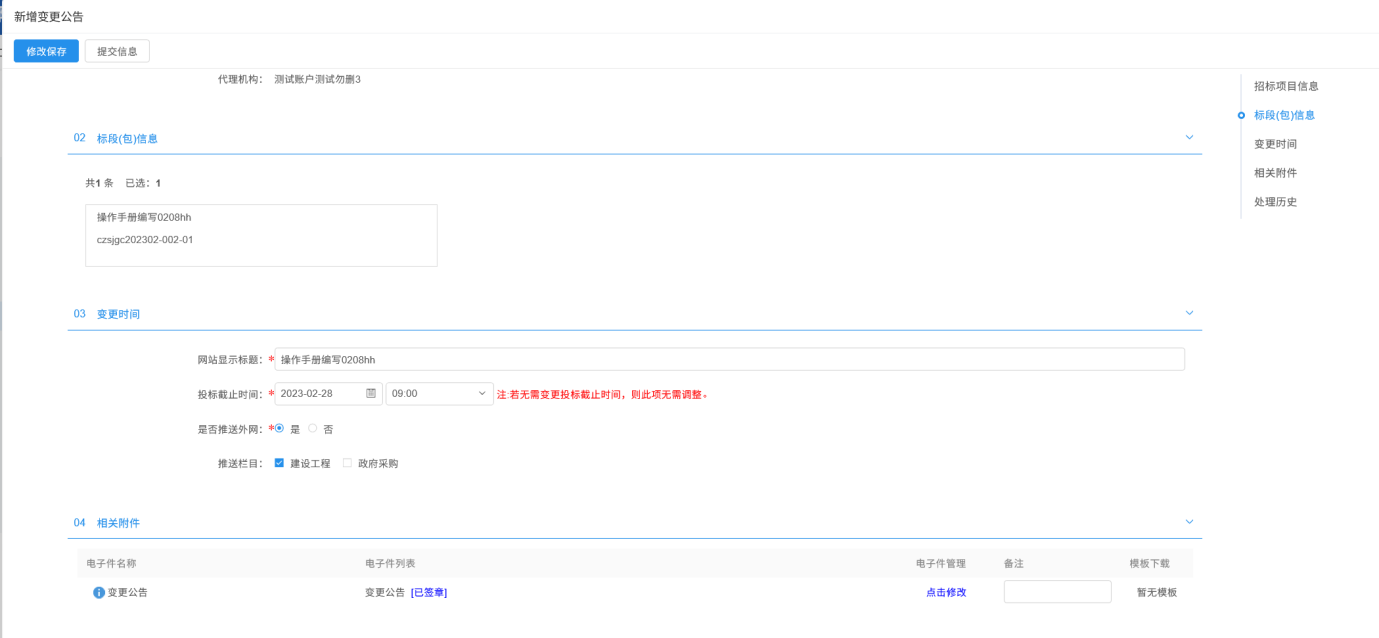 新增变更公告
修改保存 提交信息
代理机构： 测试账户测试勿删3
招标项目信息
标段(包)信息
变更时间
相关附件
处理历史
02 标段(包)信息
共1 条 已选：1
操作手册编写0208hh
czsjgc202302-002-01
03 变更时间
网站显示标题：* 操作手册编写0208hh
投标截止时间：* 2023-02-28 09:00 注:若无需变更投标截止时间，则此项无需调整。
是否推送外网：* 是 否
推送栏目： 建设工程 政府采购
04 相关附件
电子件名称 电子件列表 电子件管理 备注 模板下载
变更公告 变更公告 [已签章] 点击修改 暂无模板